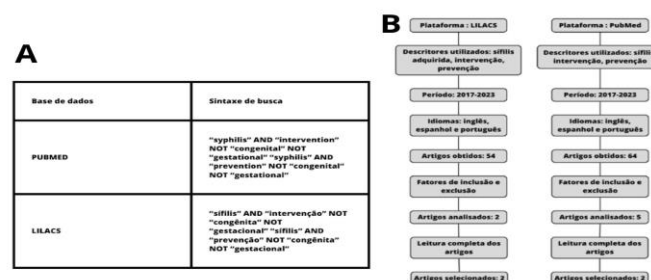 A
Base de dados
Sintaxe de busca
PUBMED
"syphilis" AND "intervention"
NOT "congenital" NOT
"gestational" "syphilis" AND
"prevention" NOT "congenital"
NOT "gestational"
LILACS
"sífilis" AND "intervenção" NOT
"congênita" NOT
"gestacional" "sífilis" AND
"prevenção" NOT "congênita"
NOT "gestacional"
B
Plataforma : LILACS
Descritores utilizados: sífilis
adquirida, intervenção,
prevenção
Período: 2017-2023
Idiomas: inglês,
espanhol e português
Artigos obtidos: 54
Fatores de inclusão e
exclusão
Artigos analisados: 2
Leitura completa dos
artigos
Artigos selecionados: 2
Plataforma : PubMed
Descritores utilizados: sífilis
intervenção, prevenção
Período: 2017-2023
Idiomas: inglês,
espanhol e português
Artigos obtidos: 64
Fatores de inclusão e
exclusão
Artigos analisados: 5
Leitura completa dos
artigos
Artigos selecionados: 2